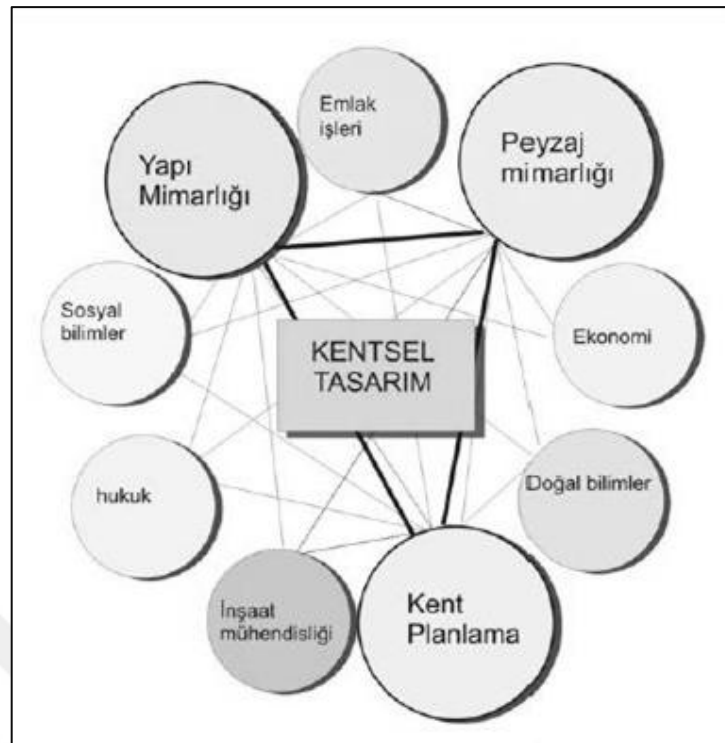 Emlak
işleri
Yapı
Mimarlığı
Peyzaj
mimarlığı
Sosyal
bilimler
KENTSEL
TASARIM
Ekonomi
hukuk
Doğal bilimler
İnşaat
mühendisliği
Kent
Planlama